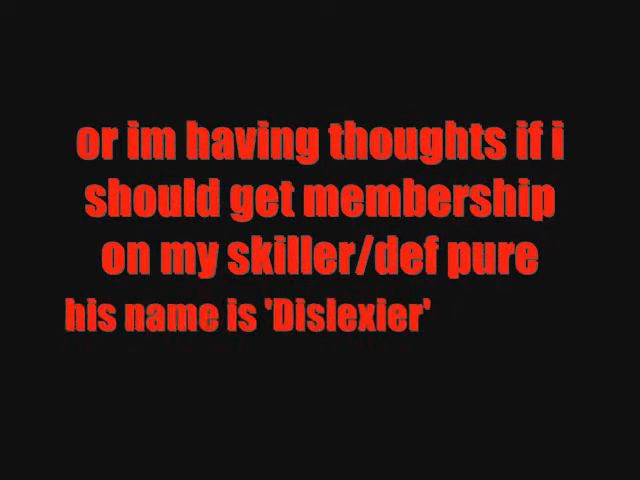 or im having thoughts if i
should get membership
on my skiller/def pure
his name is 'Dislexier'